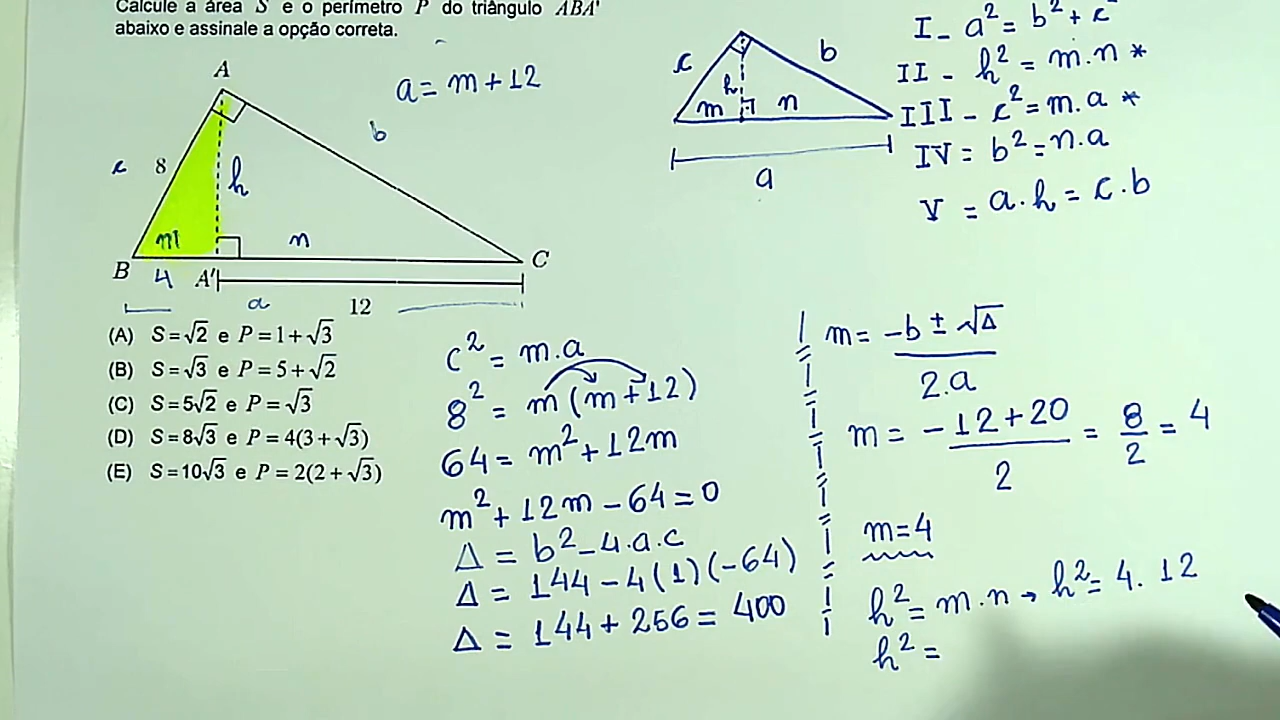 Calcule a área S e o perímetro P do triângulo ABA'
abaixo e assinale a opção correta.
A
a = m + 12
b
c 8 h
m n
B 4 A' C
a 12
(A) S=√2 e P=1+√3
(B) S=√3 e P=5+√2
(C) S=5√2 e P=√3
(D) S=8√3 e P=4(3+√3)
(E) S=10√3 e P=2(2+√3)
c b
h
m n
a
I - a² = b² + c²
II - h² = m.n *
III - c² = m.a *
IV = b² = n.a
V = a.h = c.b
c² = m.a
8² = m(m+12)
64 = m² + 12m
m² + 12m - 64 = 0
Δ = b² - 4.a.c
Δ = 144 - 4(1)(-64)
Δ = 144 + 256 = 400
m = -b ± √Δ / 2.a
m = -12 + 20 / 2 = 8/2 = 4
m = 4
h² = m.n → h² = 4.12
h² =